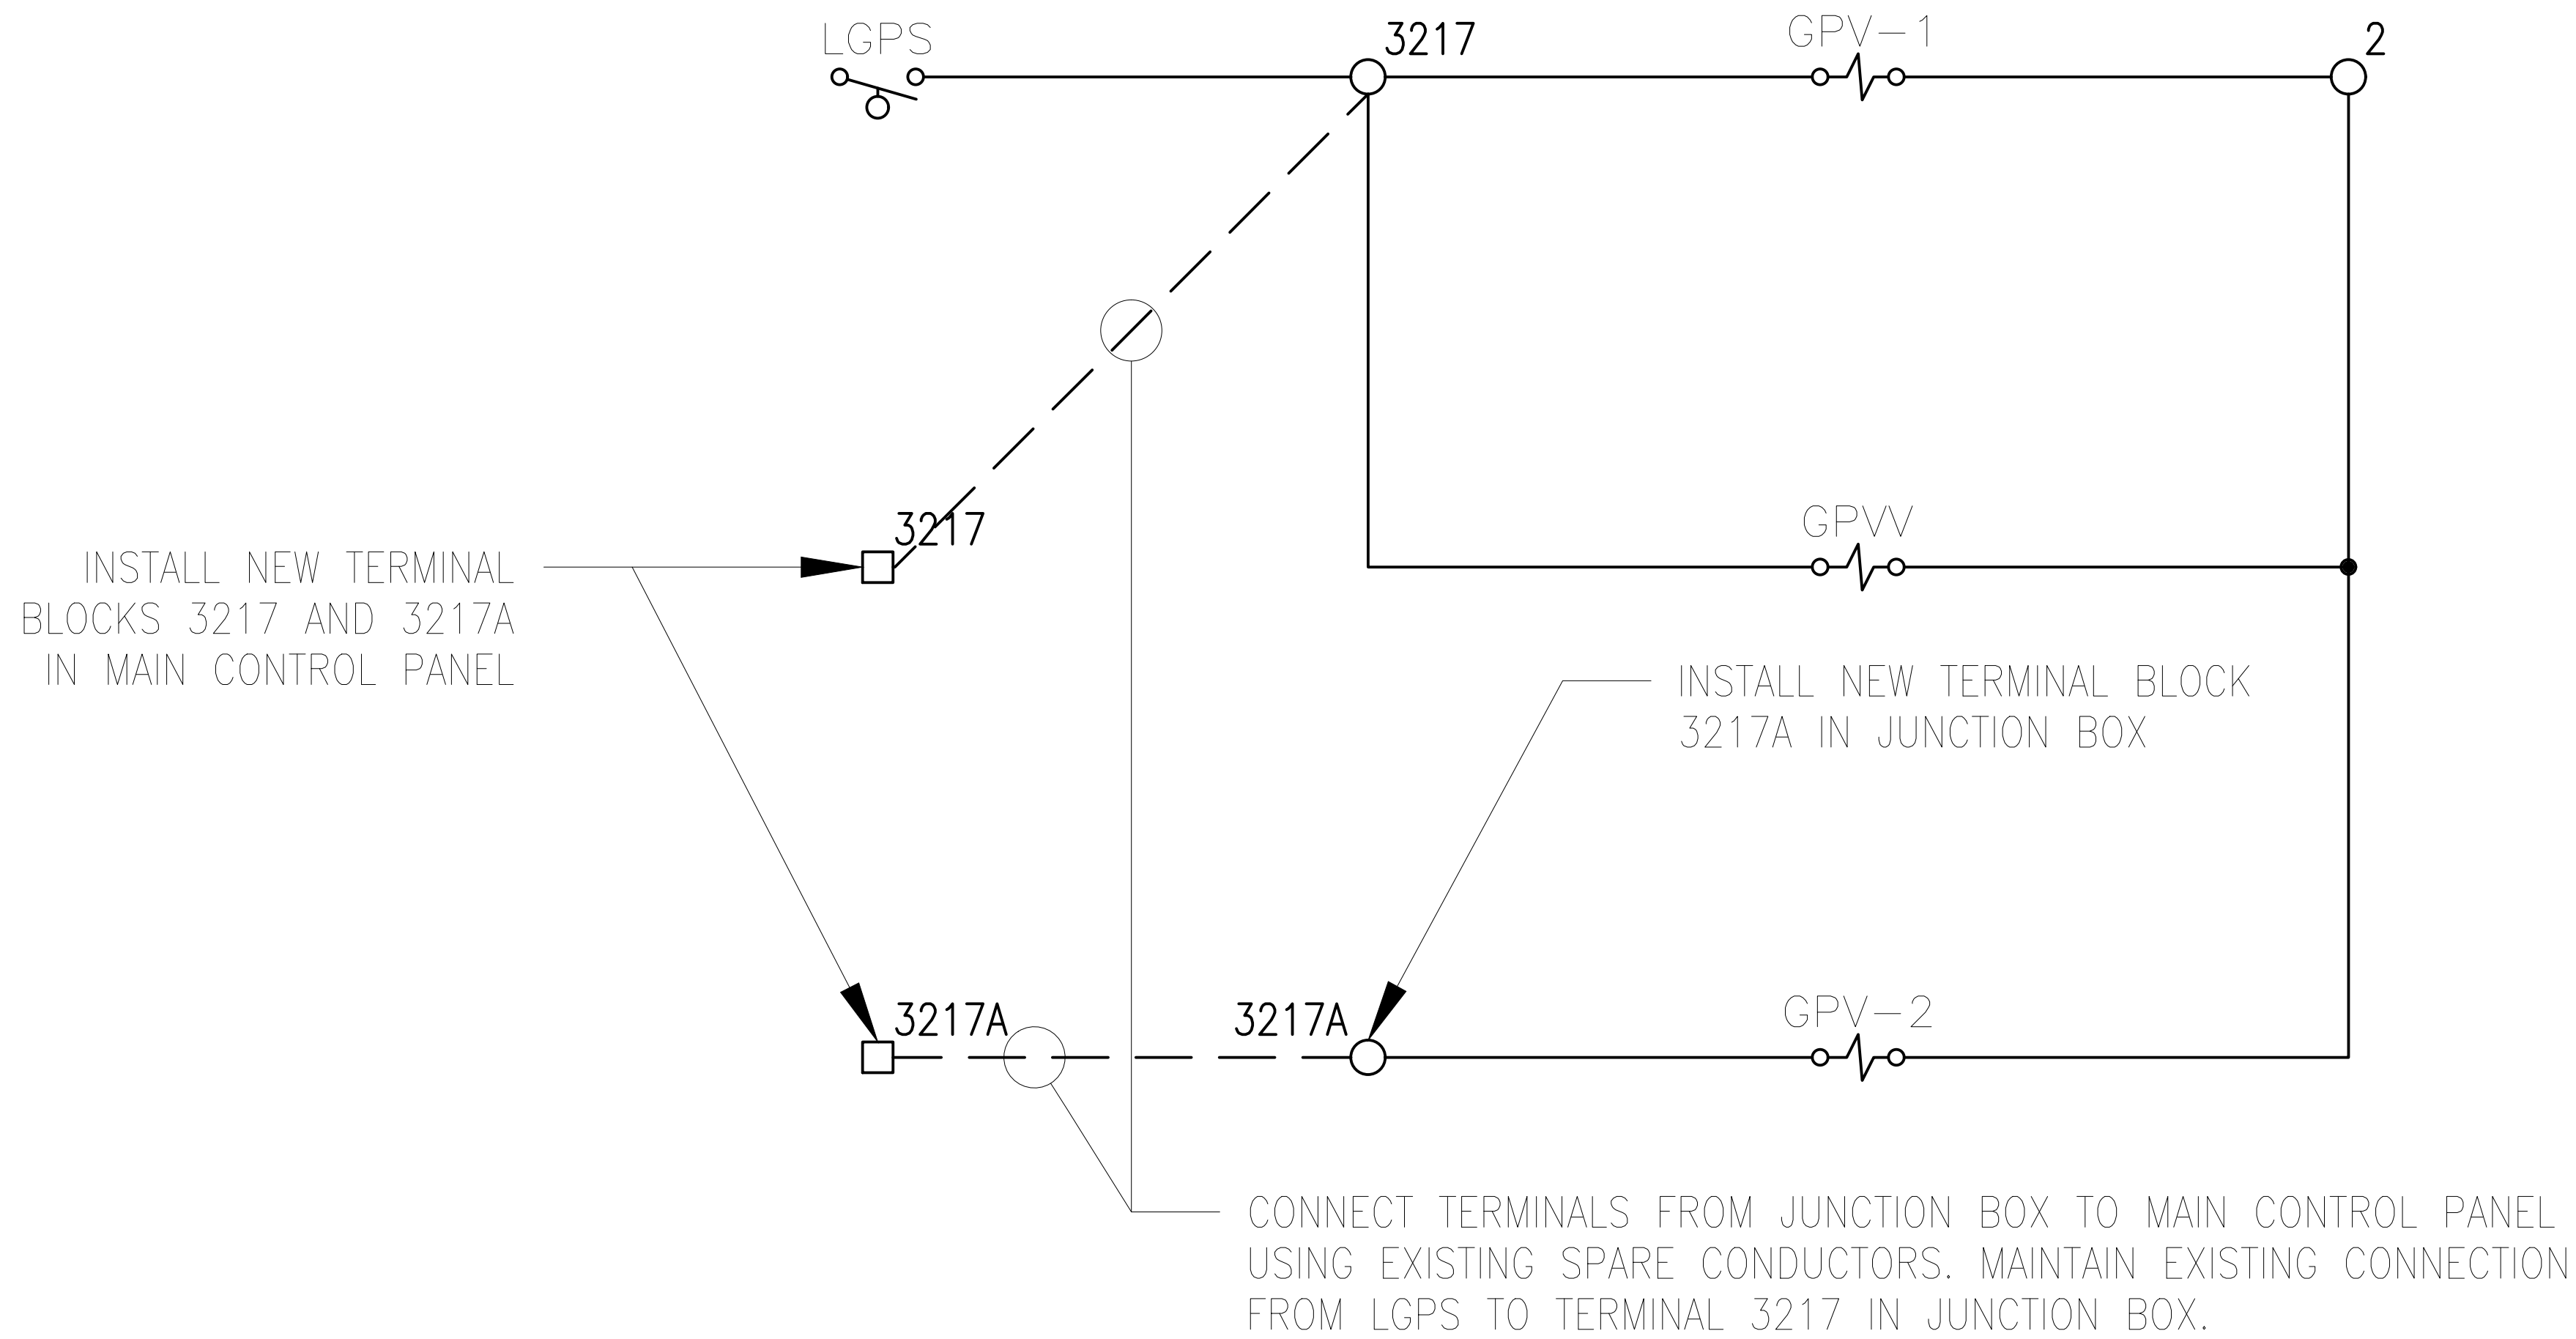 LGPS
3217
GPV-1
2
3217
GPVV
INSTALL NEW TERMINAL
BLOCKS 3217 AND 3217A
IN MAIN CONTROL PANEL
INSTALL NEW TERMINAL BLOCK
3217A IN JUNCTION BOX
3217A
3217A
GPV-2
CONNECT TERMINALS FROM JUNCTION BOX TO MAIN CONTROL PANEL
USING EXISTING SPARE CONDUCTORS. MAINTAIN EXISTING CONNECTION
FROM LGPS TO TERMINAL 3217 IN JUNCTION BOX.